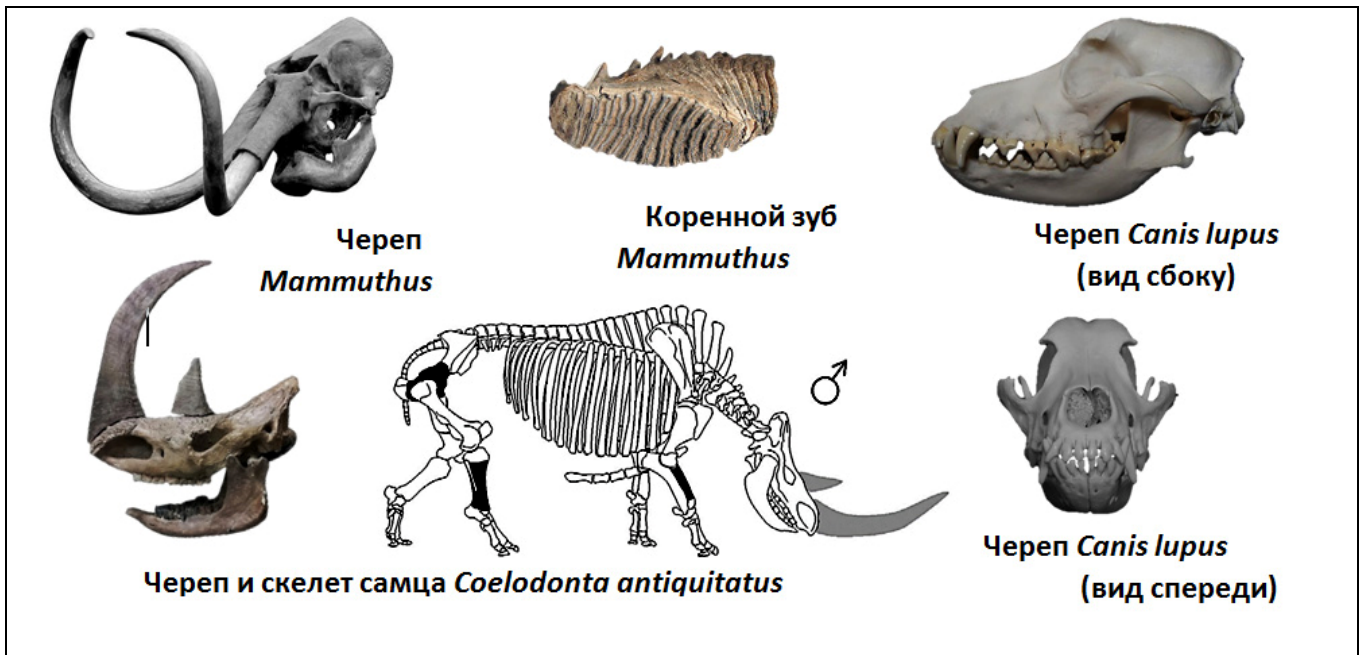 Череп
Mammuthus
Коренной зуб
Mammuthus
Череп Canis lupus
(вид сбоку)
Череп и скелет самца Coelodonta antiquitatus
Череп Canis lupus
(вид спереди)